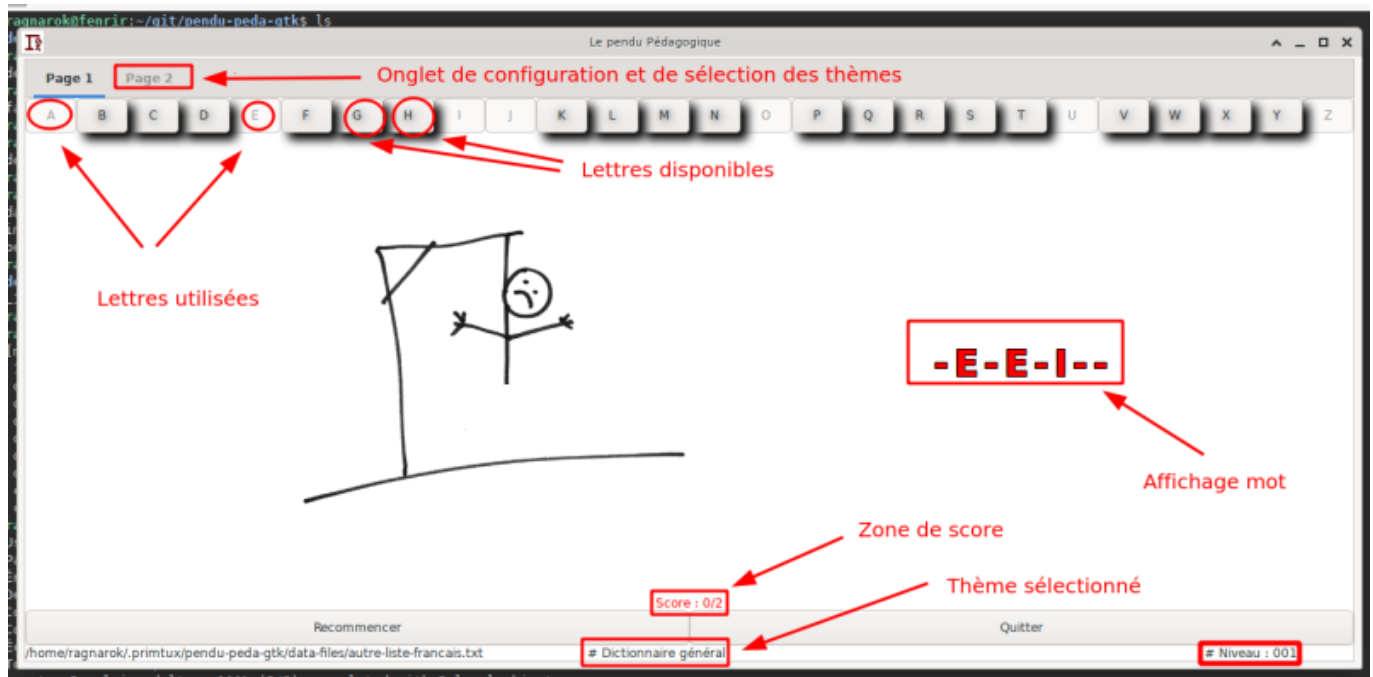 ragnarok@fenrir:~/git/pendu-peda-gtk$ ls
Le pendu Pédagogique
Page 1 Page 2 Onglet de configuration et de sélection des thèmes
A B C D E F G H I J K L M N O P Q R S T U V W X Y Z
Lettres disponibles
Lettres utilisées
-E-E-I--
Affichage mot
Zone de score
Thème sélectionné
Score : 0/2
Recommencer Quitter
/home/ragnarok/.primtux/pendu-peda-gtk/data-files/autre-liste-francais.txt # Dictionnaire général # Niveau : 001